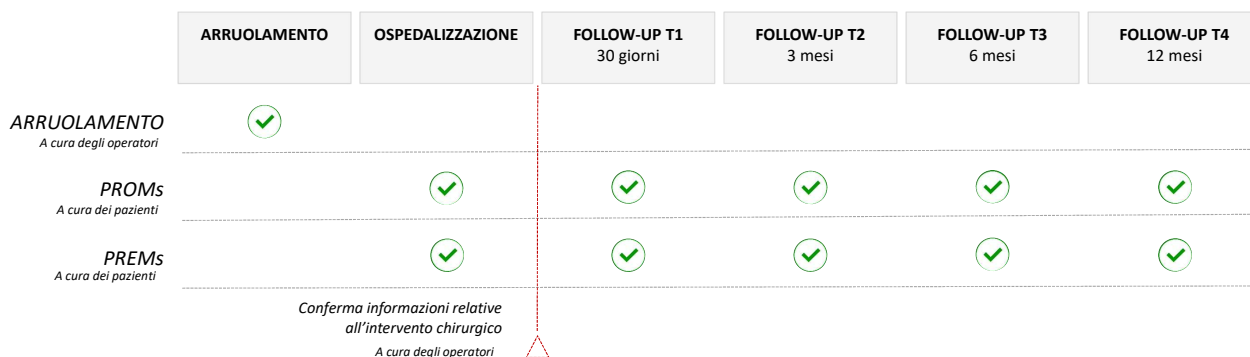 ARRUOLAMENTO
OSPEDALIZZAZIONE
FOLLOW-UP T1
30 giorni
FOLLOW-UP T2
3 mesi
FOLLOW-UP T3
6 mesi
FOLLOW-UP T4
12 mesi
ARRUOLAMENTO
A cura degli operatori
PROMs
A cura dei pazienti
PREMs
A cura dei pazienti
Conferma informazioni relative
all'intervento chirurgico
A cura degli operatori